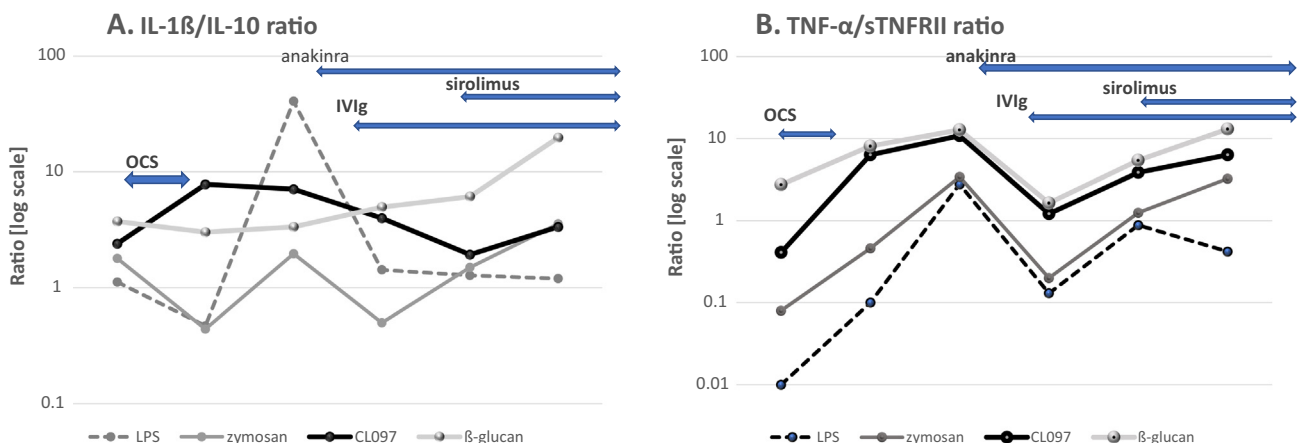 A. IL-1ß/IL-10 ratio
100
anakinra
sirolimus
IVIg
OCS
10
1
0.1
Ratio [log scale]
LPS zymosan CL097 ß-glucan
B. TNF-α/sTNFRII ratio
100
anakinra
sirolimus
IVIg
OCS
10
1
0.1
0.01
Ratio [log scale]
LPS zymosan CL097 ß-glucan